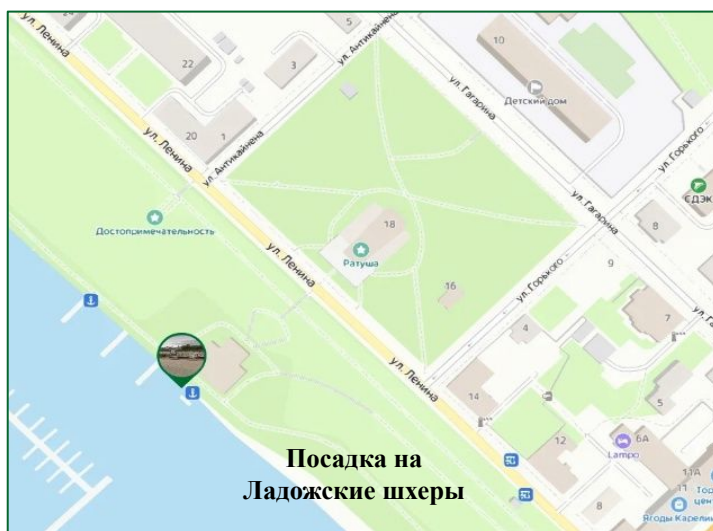 5
ул. Ленина
ул. Антикайнена
22
3
10
Детский дом
ул. Гагарина
ул. Горького
20
1
ул. Ленина
ул. Антикайнена
СДЭК
ул. Гагарина
Достопримечательность
18
8
ул. Ленина
Ратуша
9
16
ул. Горького
7
4
ул. Ленина
14
5
12
6А
Lampo
Посадка на
Ладожские шхеры
11А
11
8
Ягоды Карелии